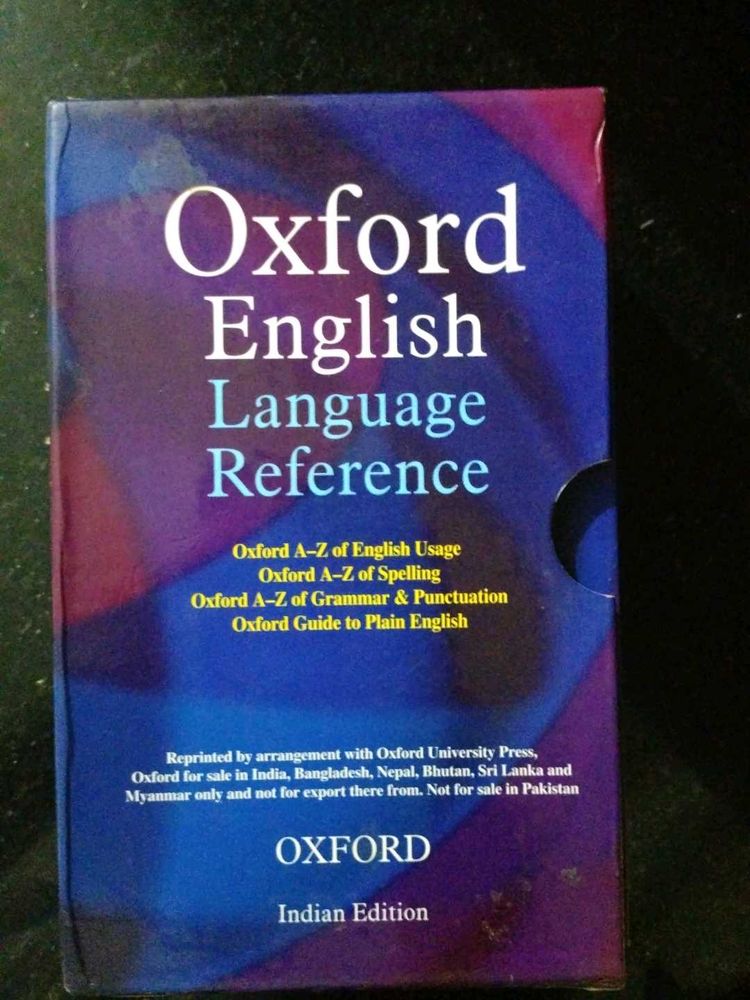 Oxford
English
Language
Reference
Oxford A–Z of English Usage
Oxford A–Z of Spelling
Oxford A–Z of Grammar & Punctuation
Oxford Guide to Plain English
Reprinted by arrangement with Oxford University Press,
Oxford for sale in India, Bangladesh, Nepal, Bhutan, Sri Lanka and
Myanmar only and not for export there from. Not for sale in Pakistan
OXFORD
Indian Edition